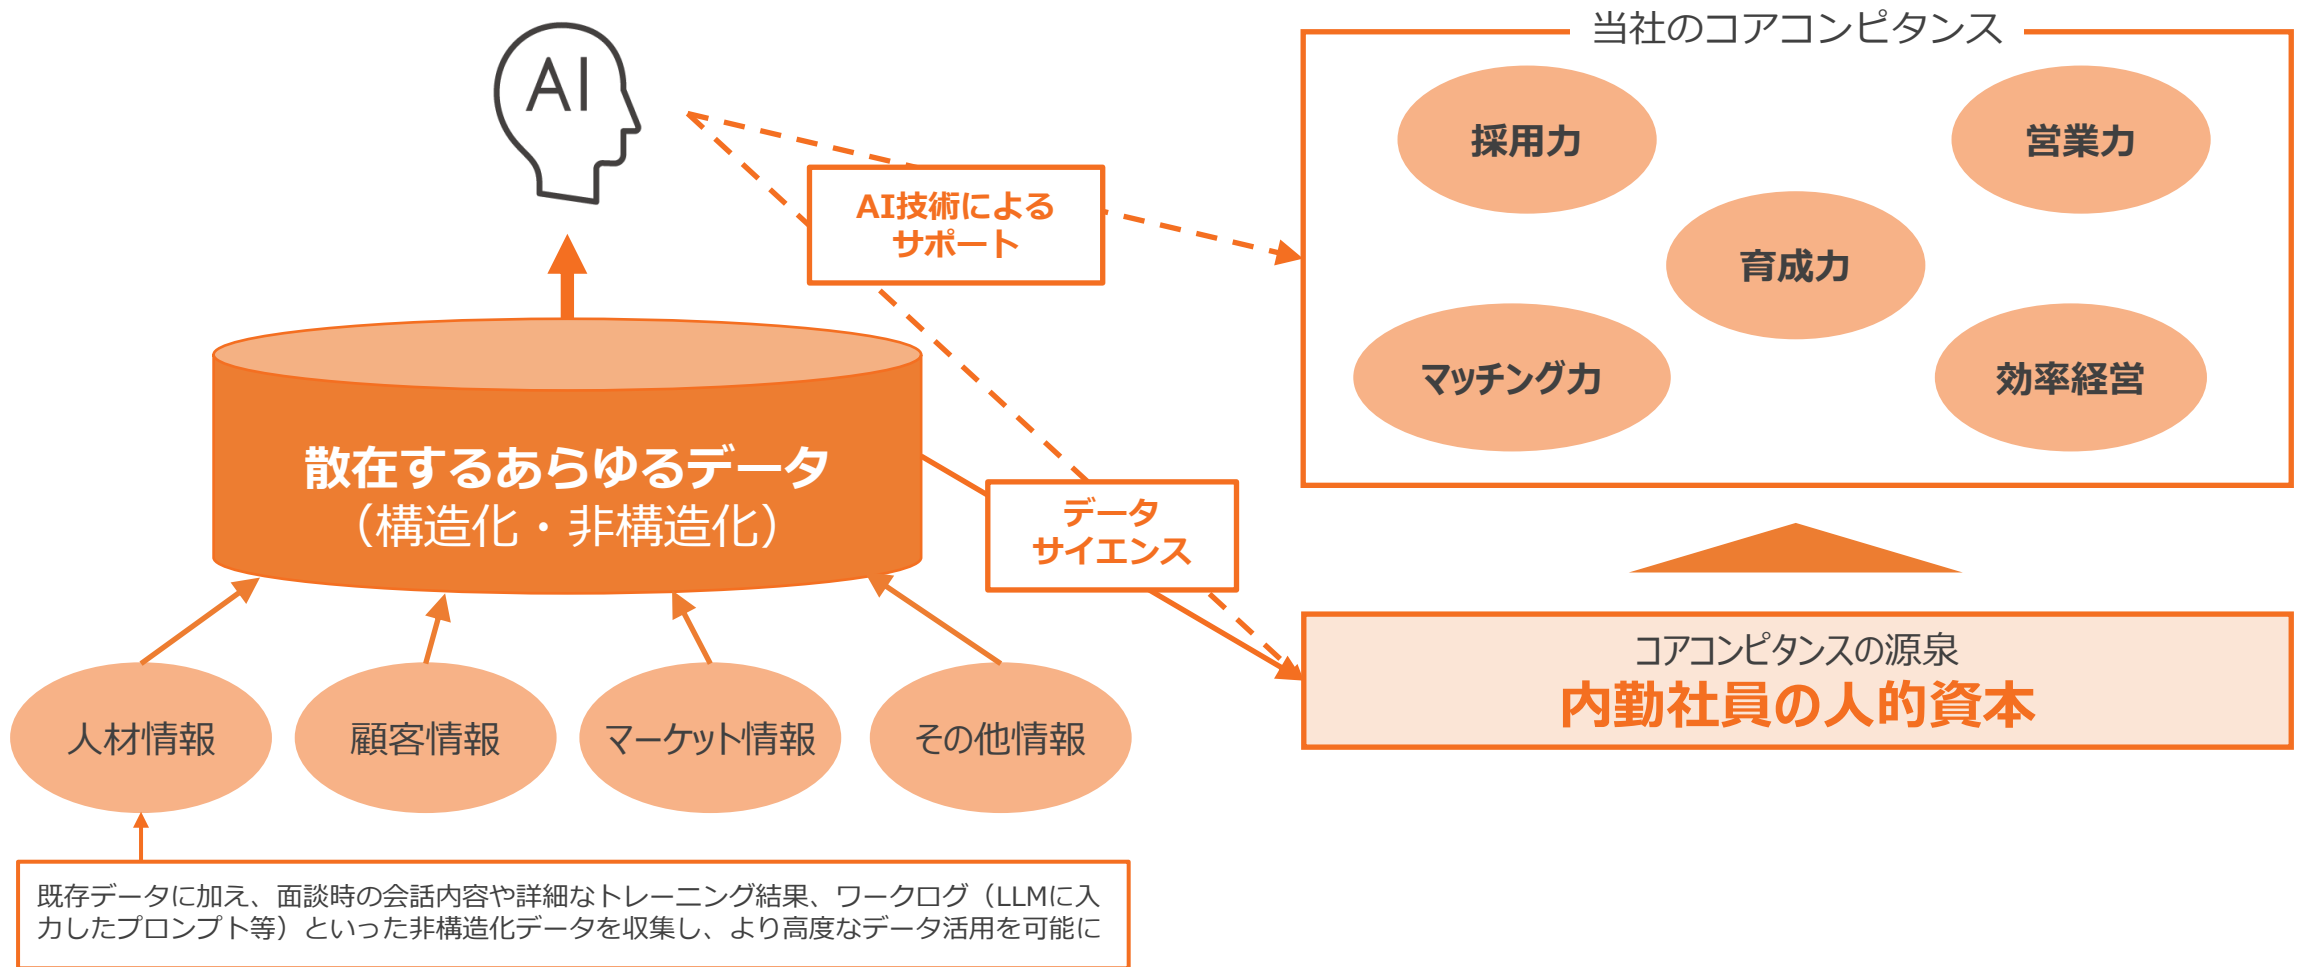 当社のコアコンピタンス
AI
採用力
営業力
育成力
マッチング力
効率経営
AI技術による
サポート
散在するあらゆるデータ
（構造化・非構造化）
データ
サイエンス
コアコンピタンスの源泉
内勤社員の人的資本
人材情報
顧客情報
マーケット情報
その他情報
既存データに加え、面談時の会話内容や詳細なトレーニング結果、ワークログ（LLMに入
力したプロンプト等）といった非構造化データを収集し、より高度なデータ活用を可能に